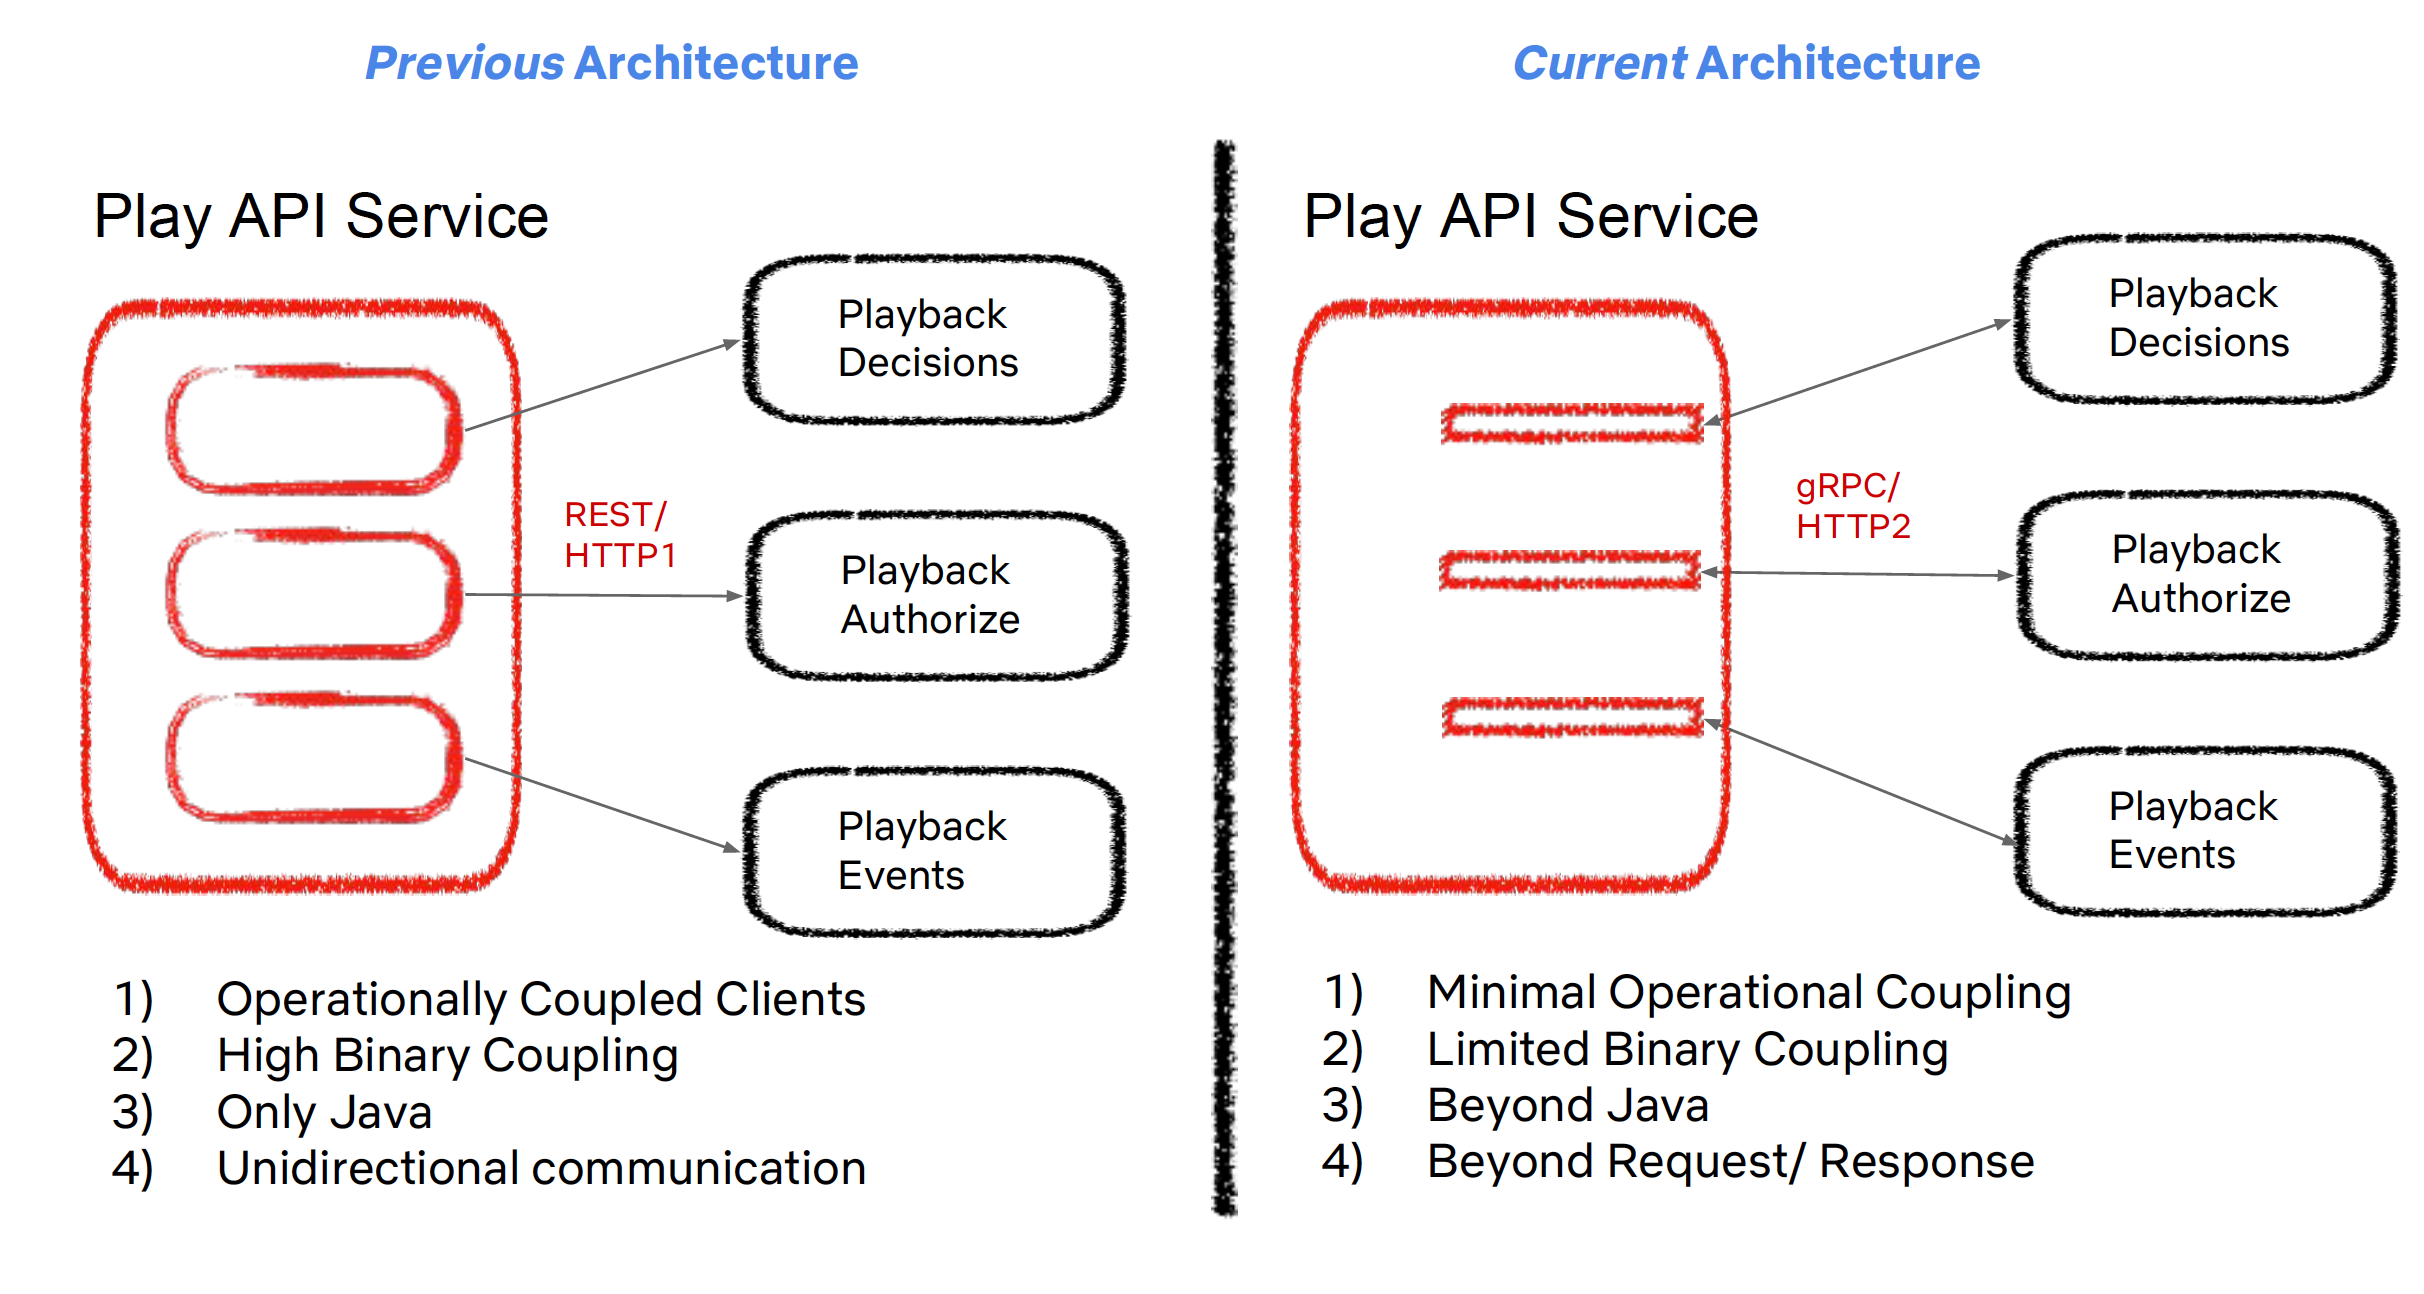 Previous Architecture
Play API Service
Playback
Decisions
REST/
HTTP1
Playback
Authorize
Playback
Events
1) Operationally Coupled Clients
2) High Binary Coupling
3) Only Java
4) Unidirectional communication
Current Architecture
Play API Service
Playback
Decisions
gRPC/
HTTP2
Playback
Authorize
Playback
Events
1) Minimal Operational Coupling
2) Limited Binary Coupling
3) Beyond Java
4) Beyond Request/ Response